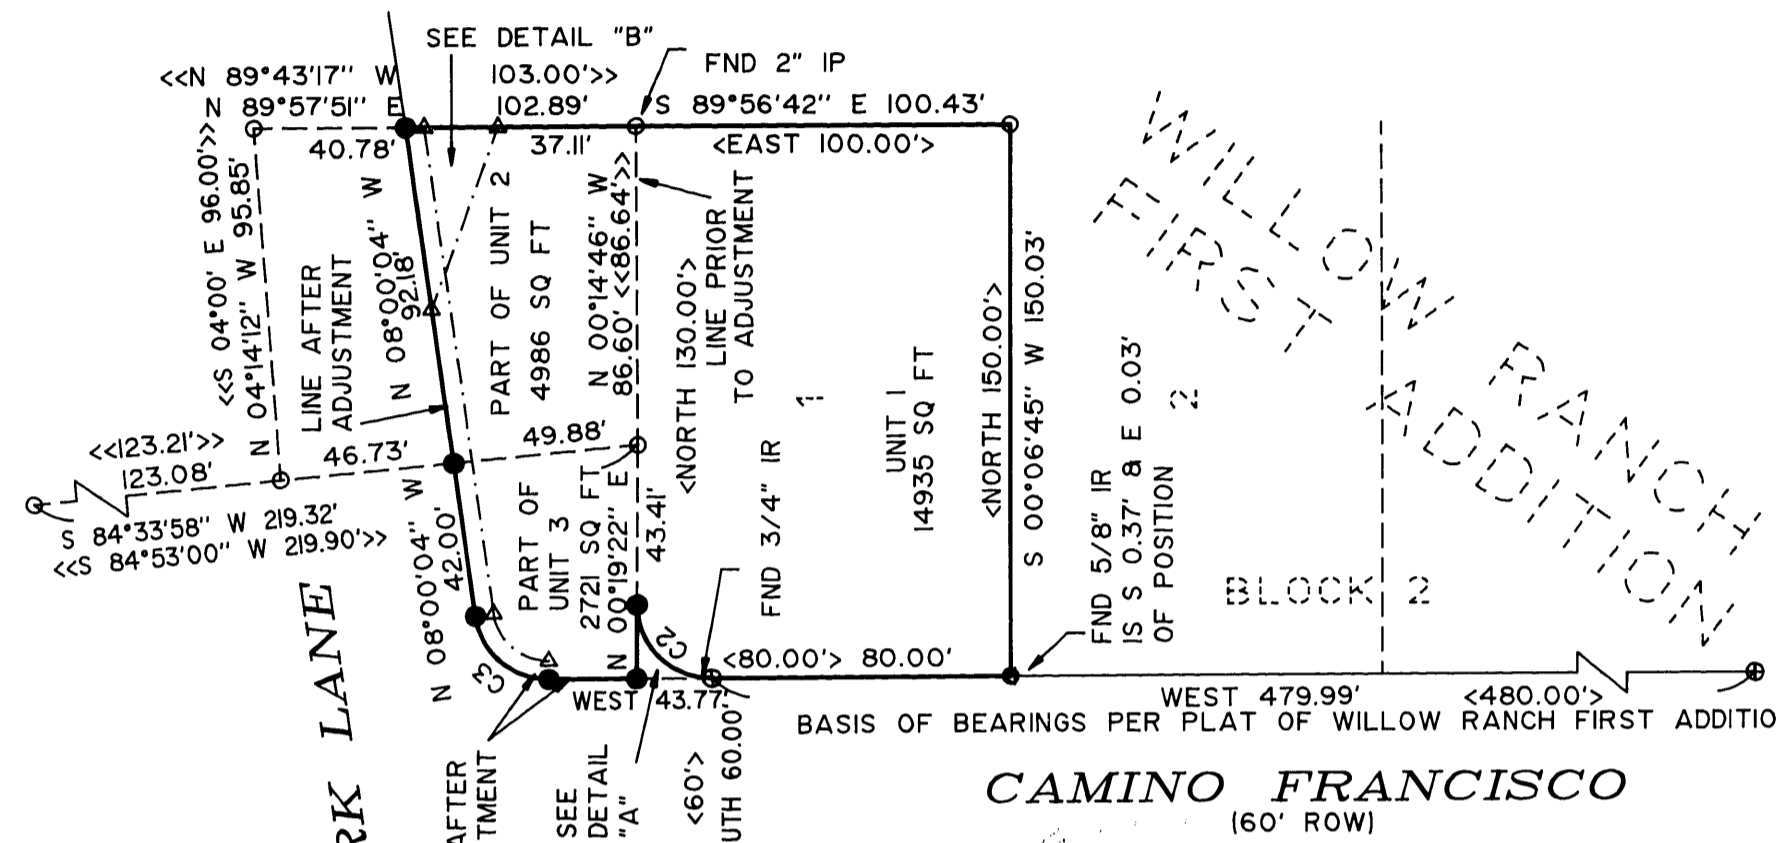 SEE DETAIL "B"
<<N 89°43'17" W 103.00'>>
N 89°57'51" E 102.89'
FND 2" IP
S 89°56'42" E 100.43'
<EAST 100.00'>
40.78'
37.11'
<<S 04°00' E 96.00'>>
N 04°14'12" W 95.85'
LINE AFTER
ADJUSTMENT
N 08°00'04" W
92.18'
PART OF UNIT 2
4986 SQ FT
N 00°14'46" W
86.60' <<86.64'>>
<NORTH 130.00'>
LINE PRIOR
TO ADJUSTMENT
1
UNIT 1
14935 SQ FT
<NORTH 150.00'>
S 00°06'45" W 150.03'
FND 5/8" IR
IS S 0.37' & E 0.03'
OF POSITION
2
WILLOW RANCH
FIRST ADDITION
BLOCK 2
<<123.21'>>
123.08'
46.73'
49.88'
S 84°33'58" W 219.32'
<<S 84°53'00" W 219.90'>>
N 08°00'04" W
42.00'
PART OF
UNIT 3
2721 SQ FT
N 00°19'22" E
43.41'
FND 3/4" IR
C3
C2
<80.00'> 80.00'
WEST 43.77'
WEST 479.99' <480.00'>
BASIS OF BEARINGS PER PLAT OF WILLOW RANCH FIRST ADDITIO
RK LANE
AFTER
TMENT
SEE
DETAIL
"A"
<60'>
UTH 60.00'
CAMINO FRANCISCO
(60' ROW)